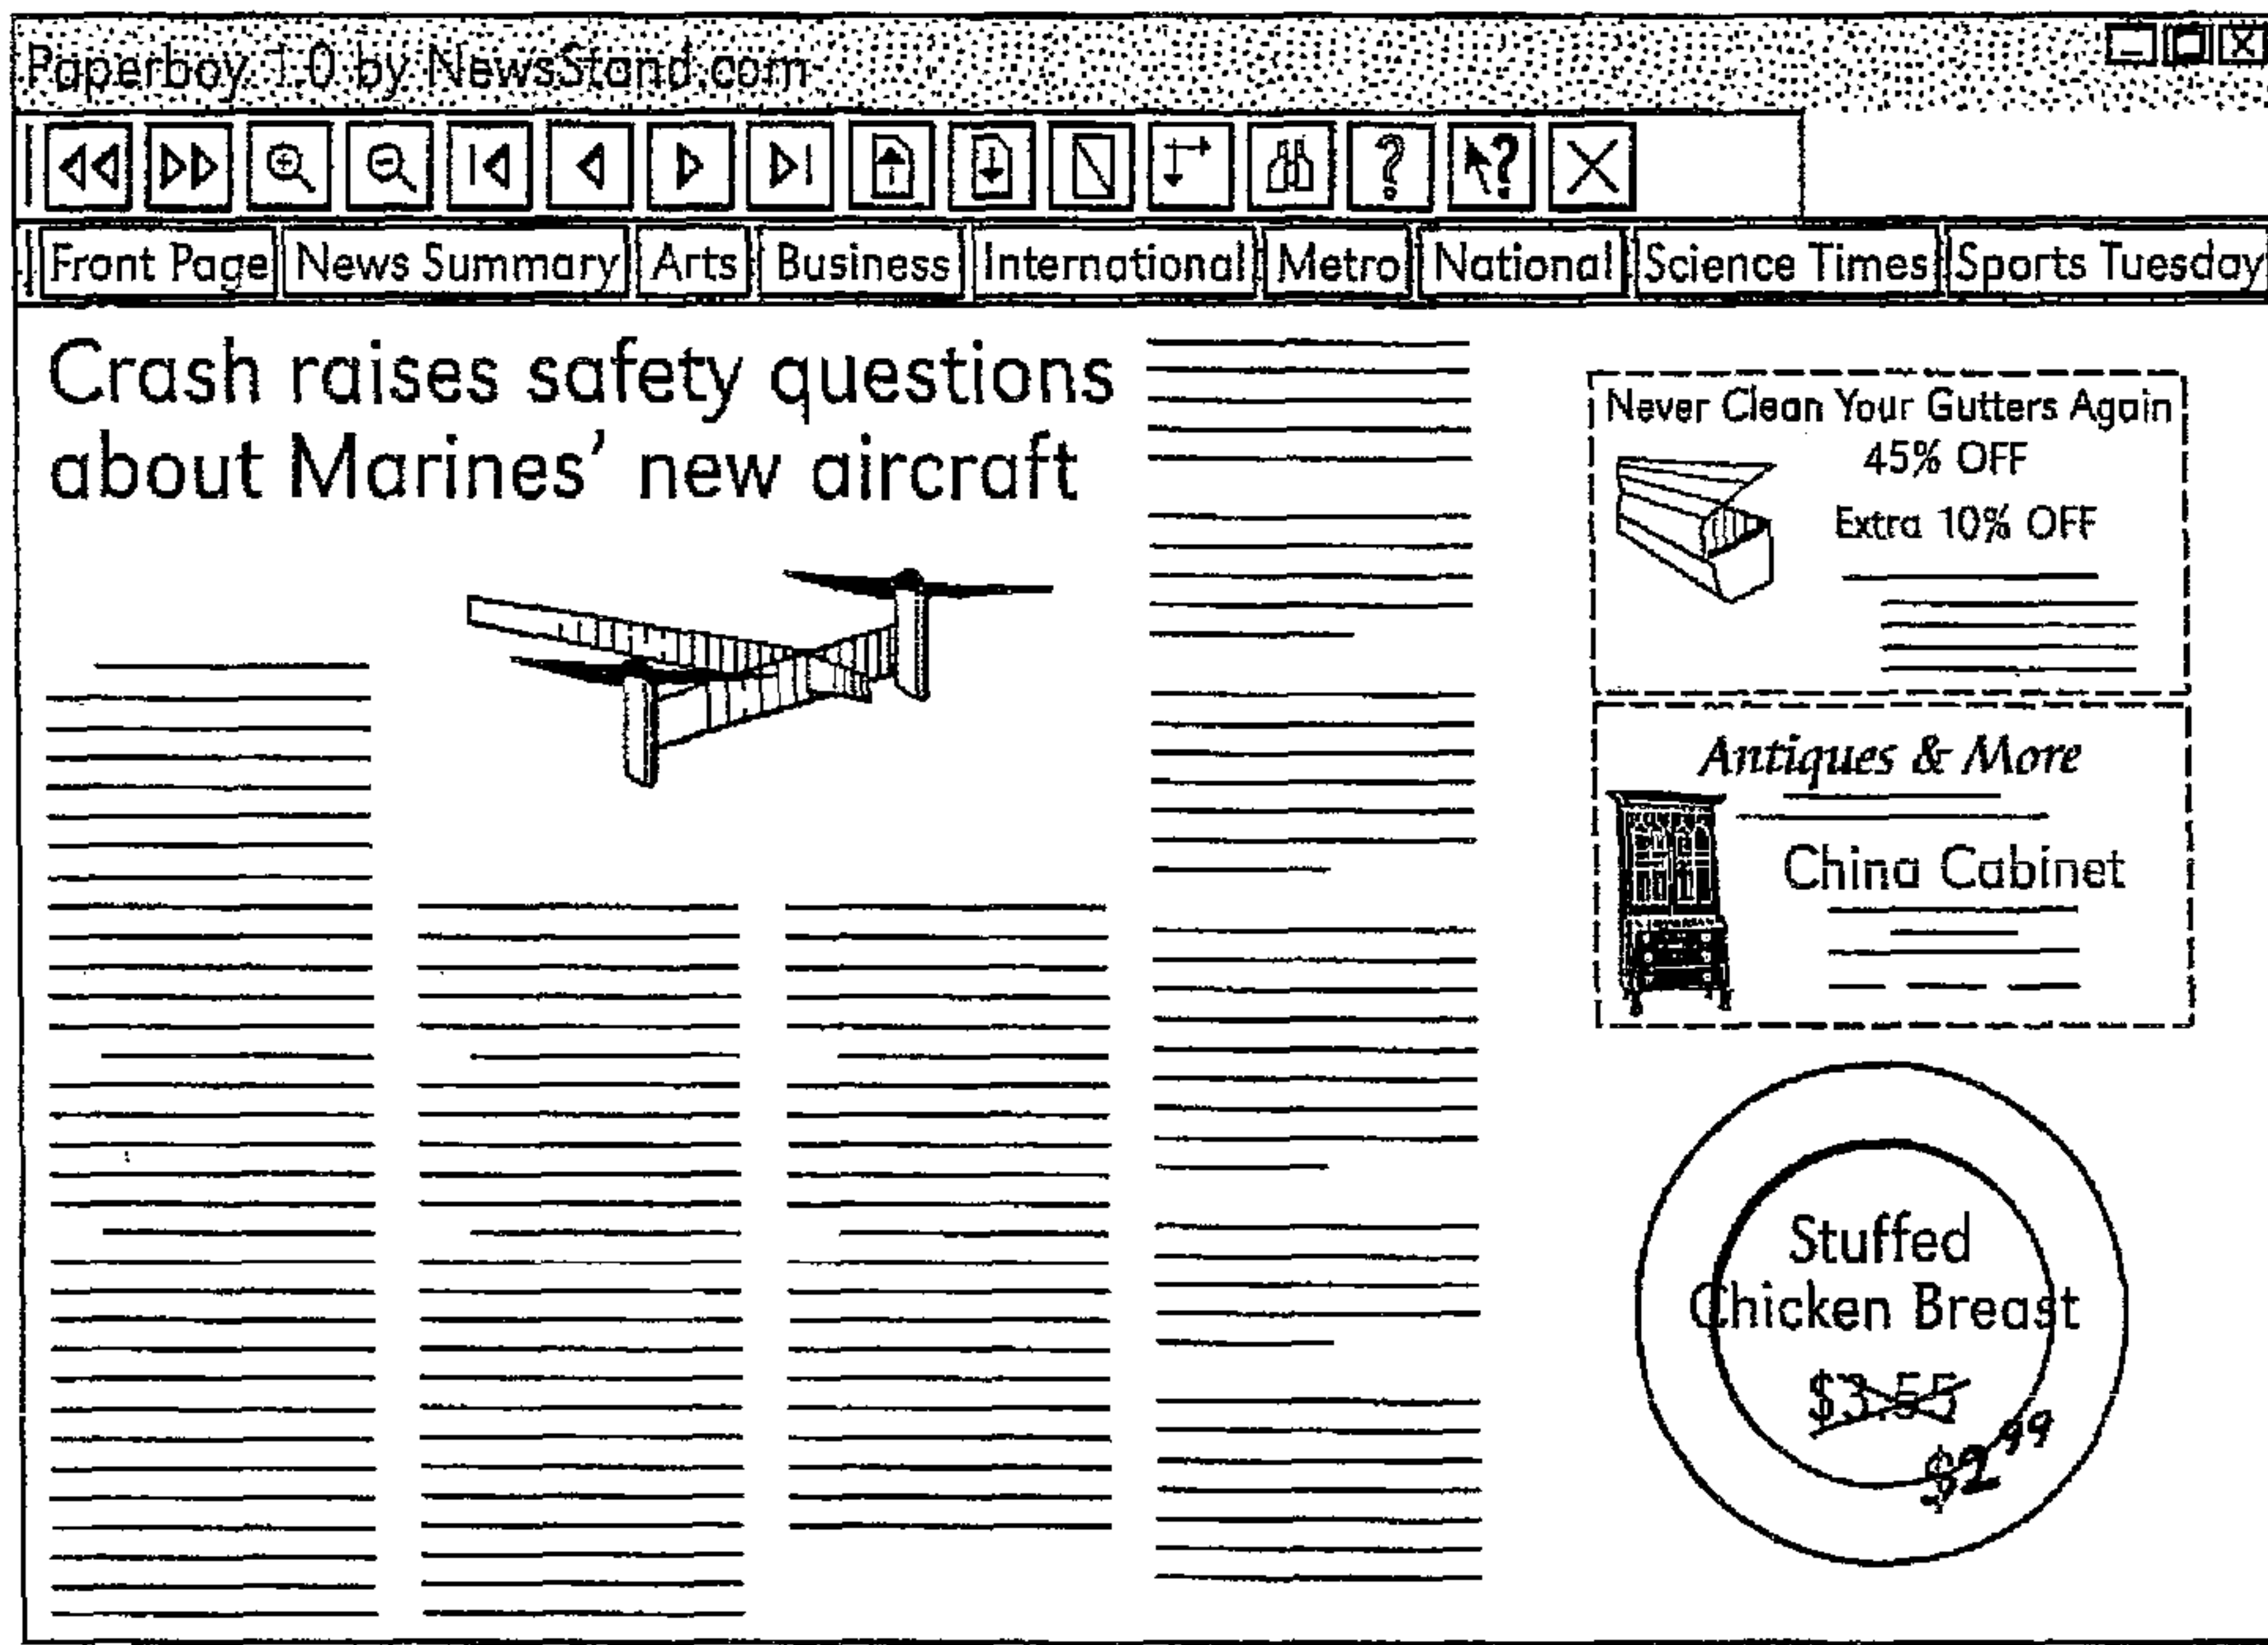 Paperboy 1.0 by NewsStand.com
Front Page News Summary Arts Business International Metro National Science Times Sports Tuesday
Crash raises safety questions
about Marines' new aircraft
Never Clean Your Gutters Again
45% OFF
Extra 10% OFF
Antiques & More
China Cabinet
Stuffed
Chicken Breast
$3.55
$2.99